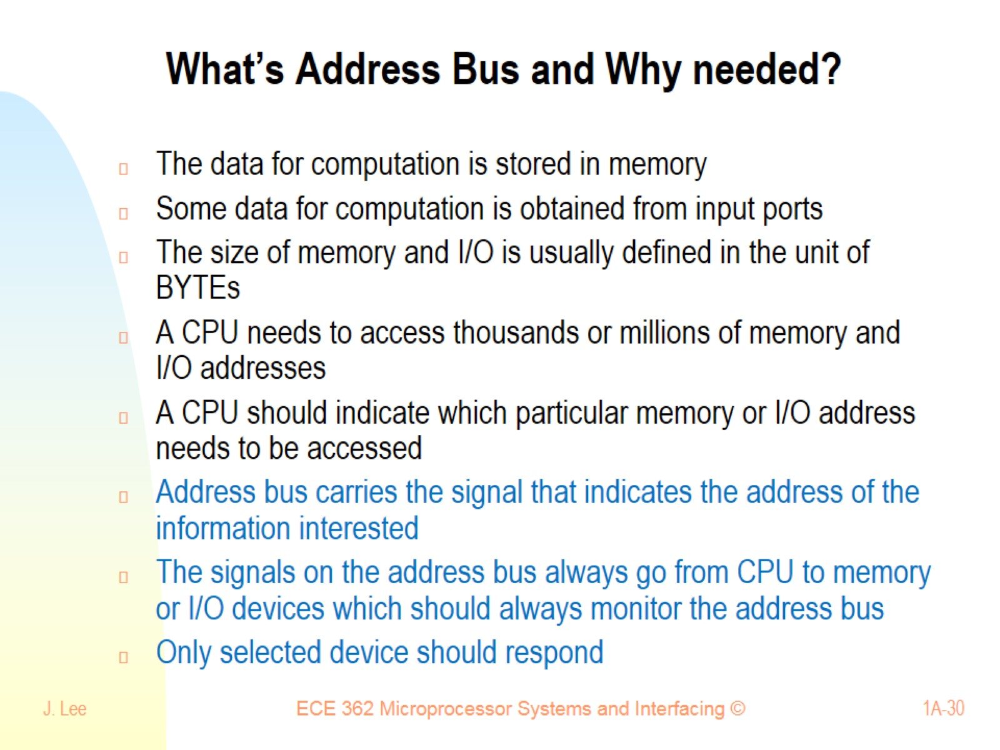 What’s Address Bus and Why needed?
The data for computation is stored in memory
Some data for computation is obtained from input ports
The size of memory and I/O is usually defined in the unit of
BYTEs
A CPU needs to access thousands or millions of memory and
I/O addresses
A CPU should indicate which particular memory or I/O address
needs to be accessed
Address bus carries the signal that indicates the address of the
information interested
The signals on the address bus always go from CPU to memory
or I/O devices which should always monitor the address bus
Only selected device should respond
J. Lee
ECE 362 Microprocessor Systems and Interfacing ©
1A-30